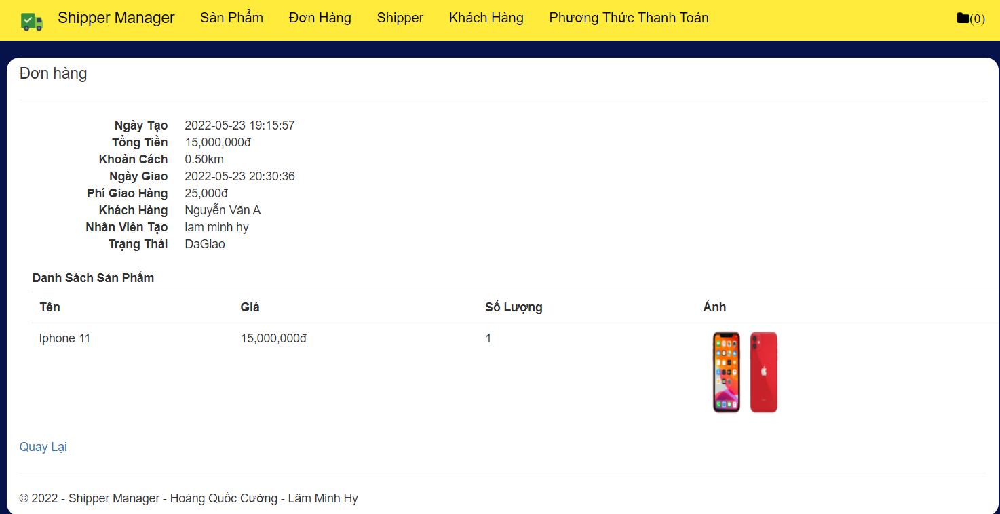 Shipper Manager Sản Phẩm Đơn Hàng Shipper Khách Hàng Phương Thức Thanh Toán (0)
Đơn hàng
Ngày Tạo 2022-05-23 19:15:57
Tổng Tiền 15,000,000đ
Khoản Cách 0.50km
Ngày Giao 2022-05-23 20:30:36
Phí Giao Hàng 25,000đ
Khách Hàng Nguyễn Văn A
Nhân Viên Tạo lam minh hy
Trạng Thái DaGiao
Danh Sách Sản Phẩm
Tên Giá Số Lượng Ảnh
Iphone 11 15,000,000đ 1
Quay Lại
© 2022 - Shipper Manager - Hoàng Quốc Cường - Lâm Minh Hy